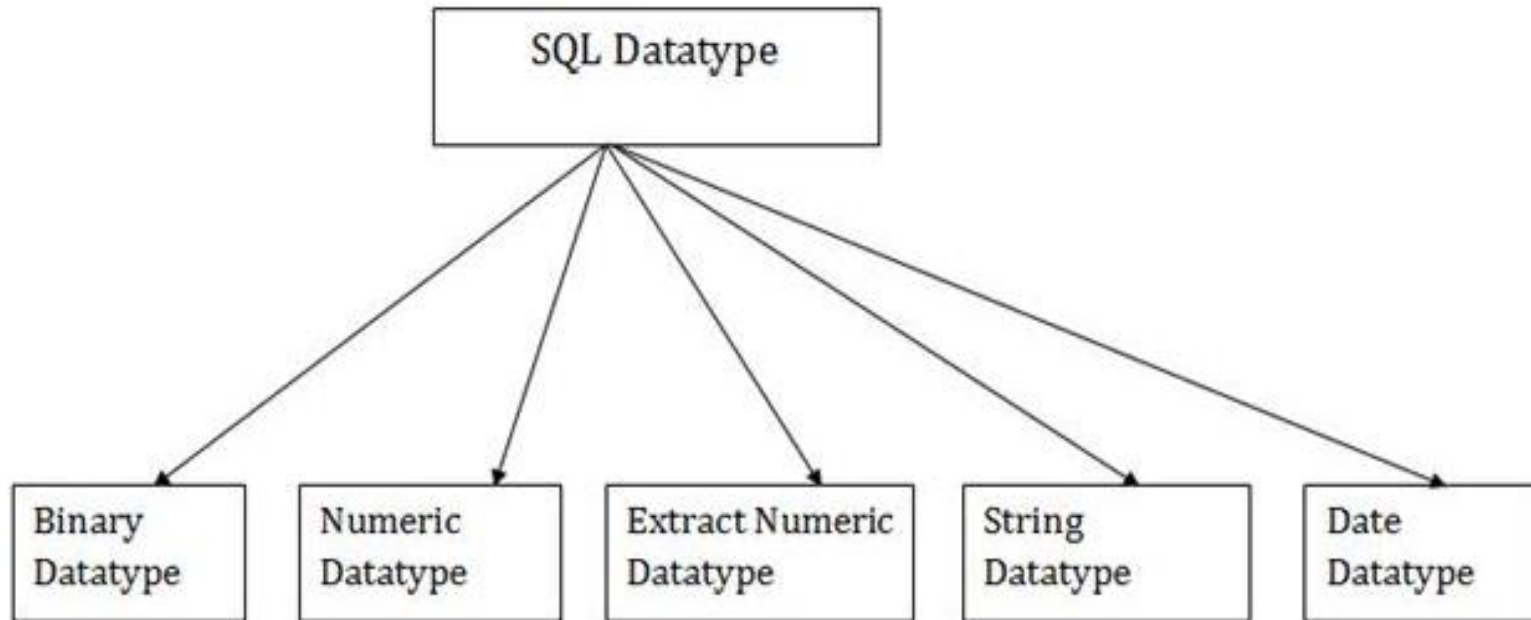 SQL Datatype
Binary
Datatype
Numeric
Datatype
Extract Numeric
Datatype
String
Datatype
Date
Datatype